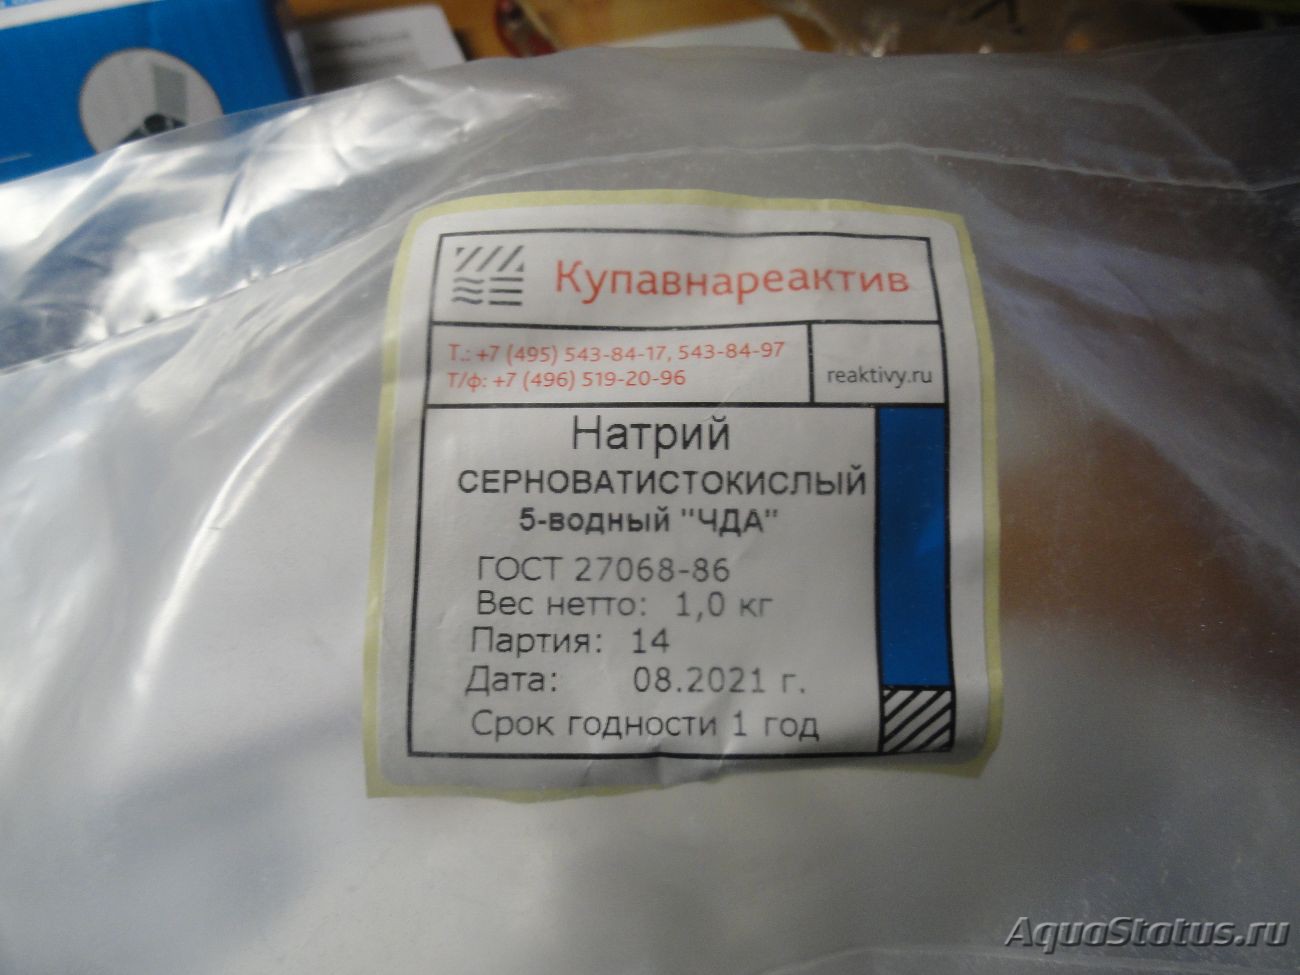 Купавнареактив
Т.: +7 (495) 543-84-17, 543-84-97
Т/ф: +7 (496) 519-20-96
reaktivy.ru
Натрий
СЕРНОВАТИСТОКИСЛЫЙ
5-водный "ЧДА"
ГОСТ 27068-86
Вес нетто: 1,0 кг
Партия: 14
Дата: 08.2021 г.
Срок годности 1 год
AquaStatus.ru